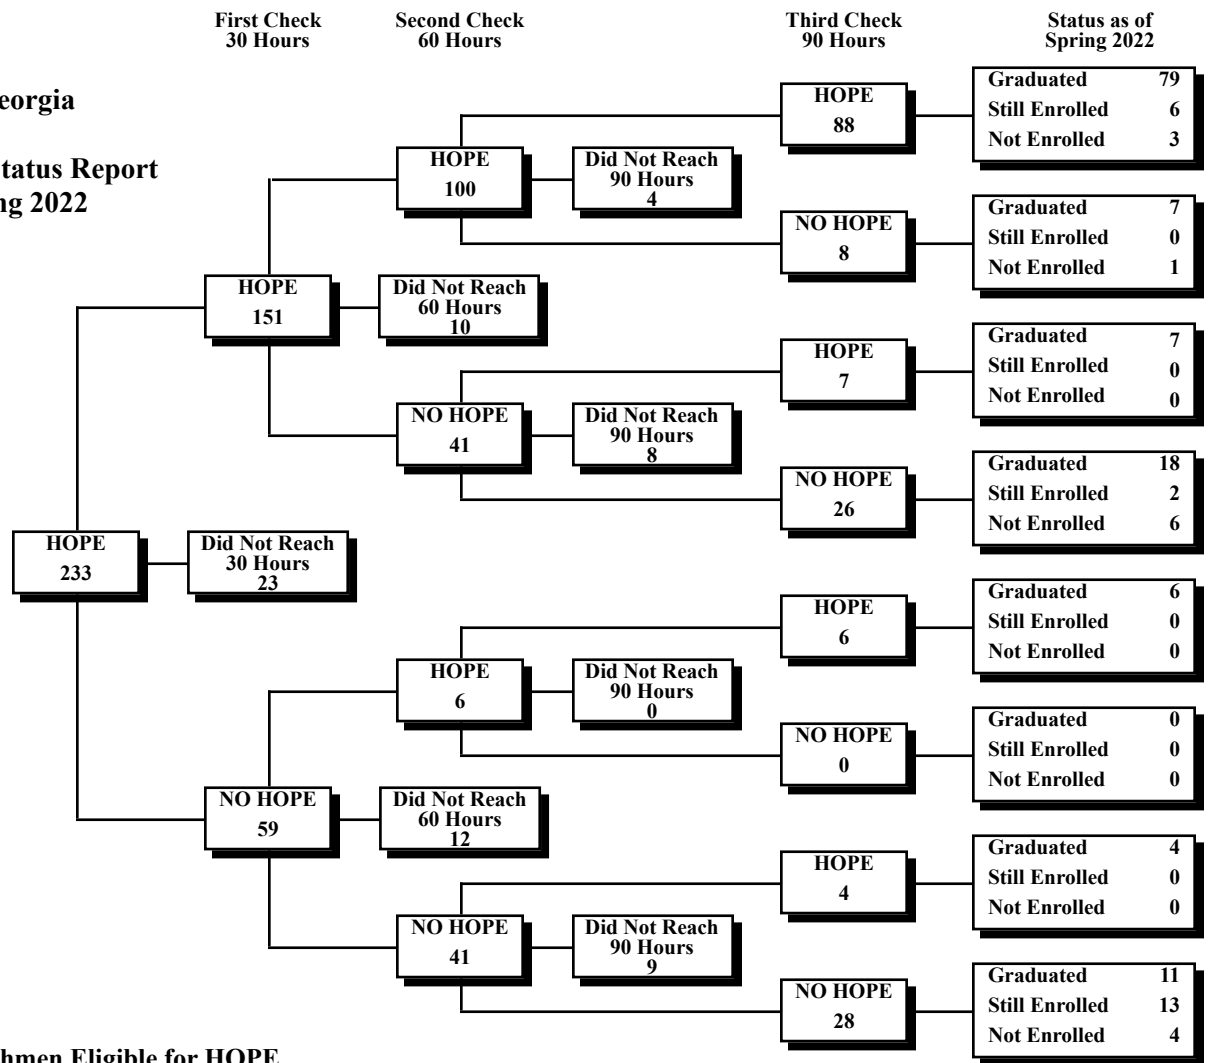 First Check
30 Hours
Second Check
60 Hours
Third Check
90 Hours
Status as of
Spring 2022
eorgia
tatus Report
ng 2022
HOPE
88
Graduated 79
Still Enrolled 6
Not Enrolled 3
HOPE
100
Did Not Reach
90 Hours
4
NO HOPE
8
Graduated 7
Still Enrolled 0
Not Enrolled 1
HOPE
151
Did Not Reach
60 Hours
10
HOPE
7
Graduated 7
Still Enrolled 0
Not Enrolled 0
NO HOPE
41
Did Not Reach
90 Hours
8
NO HOPE
26
Graduated 18
Still Enrolled 2
Not Enrolled 6
HOPE
233
Did Not Reach
30 Hours
23
HOPE
6
Graduated 6
Still Enrolled 0
Not Enrolled 0
HOPE
6
Did Not Reach
90 Hours
0
NO HOPE
0
Graduated 0
Still Enrolled 0
Not Enrolled 0
NO HOPE
59
Did Not Reach
60 Hours
12
HOPE
4
Graduated 4
Still Enrolled 0
Not Enrolled 0
NO HOPE
41
Did Not Reach
90 Hours
9
NO HOPE
28
Graduated 11
Still Enrolled 13
Not Enrolled 4
hmen Eligible for HOPE